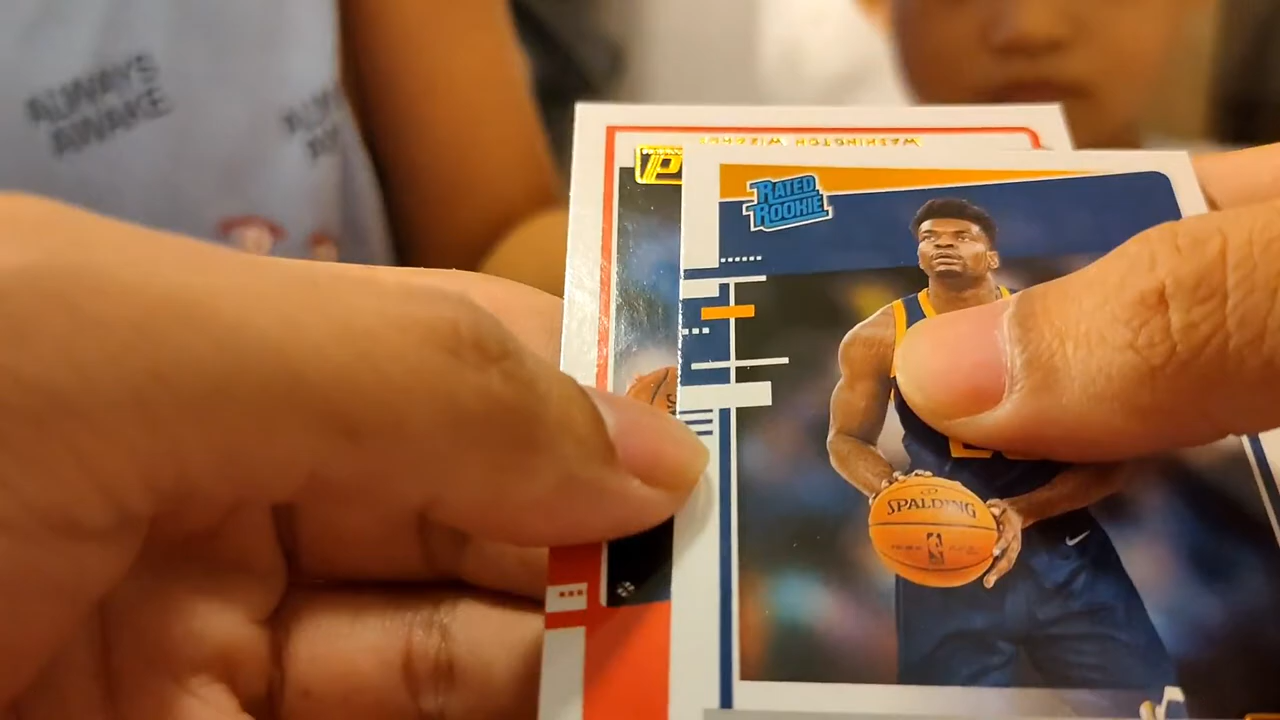 ALWAYS
AWAKE
WASHINGTON WIZARDS
RATED
ROOKIE
SPALDING